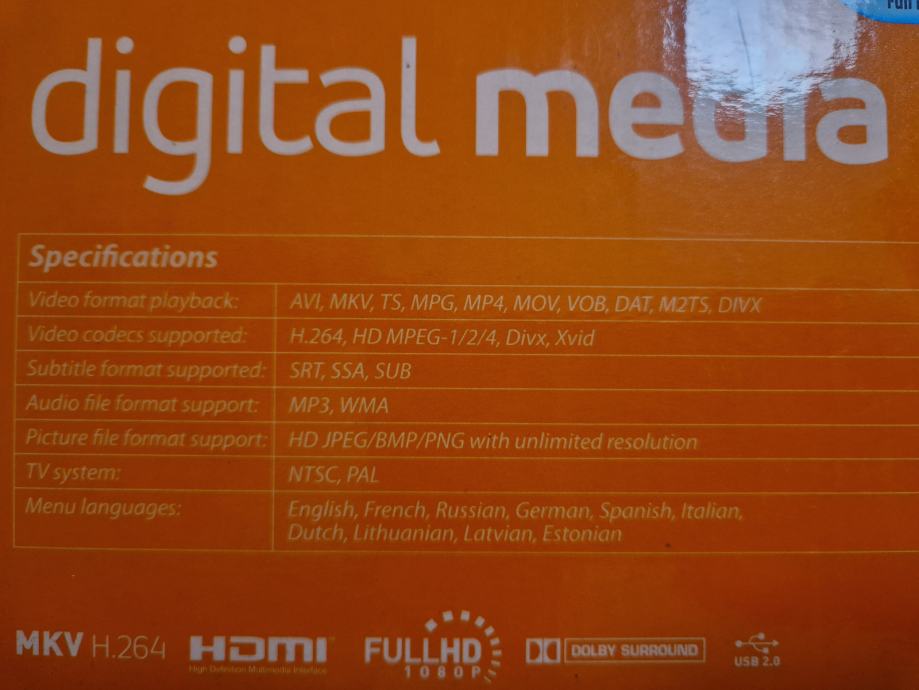 Full
digital media
Specifications
Video format playback: AVI, MKV, TS, MPG, MP4, MOV, VOB, DAT, M2TS, DIVX
Video codecs supported: H.264, HD MPEG-1/2/4, Divx, Xvid
Subtitle format supported: SRT, SSA, SUB
Audio file format support: MP3, WMA
Picture file format support: HD JPEG/BMP/PNG with unlimited resolution
TV system: NTSC, PAL
Menu languages: English, French, Russian, German, Spanish, Italian,
Dutch, Lithuanian, Latvian, Estonian
MKV H.264 HDMI FULLHD DOLBY SURROUND
High Definition Multimedia Interface 1080P USB 2.0